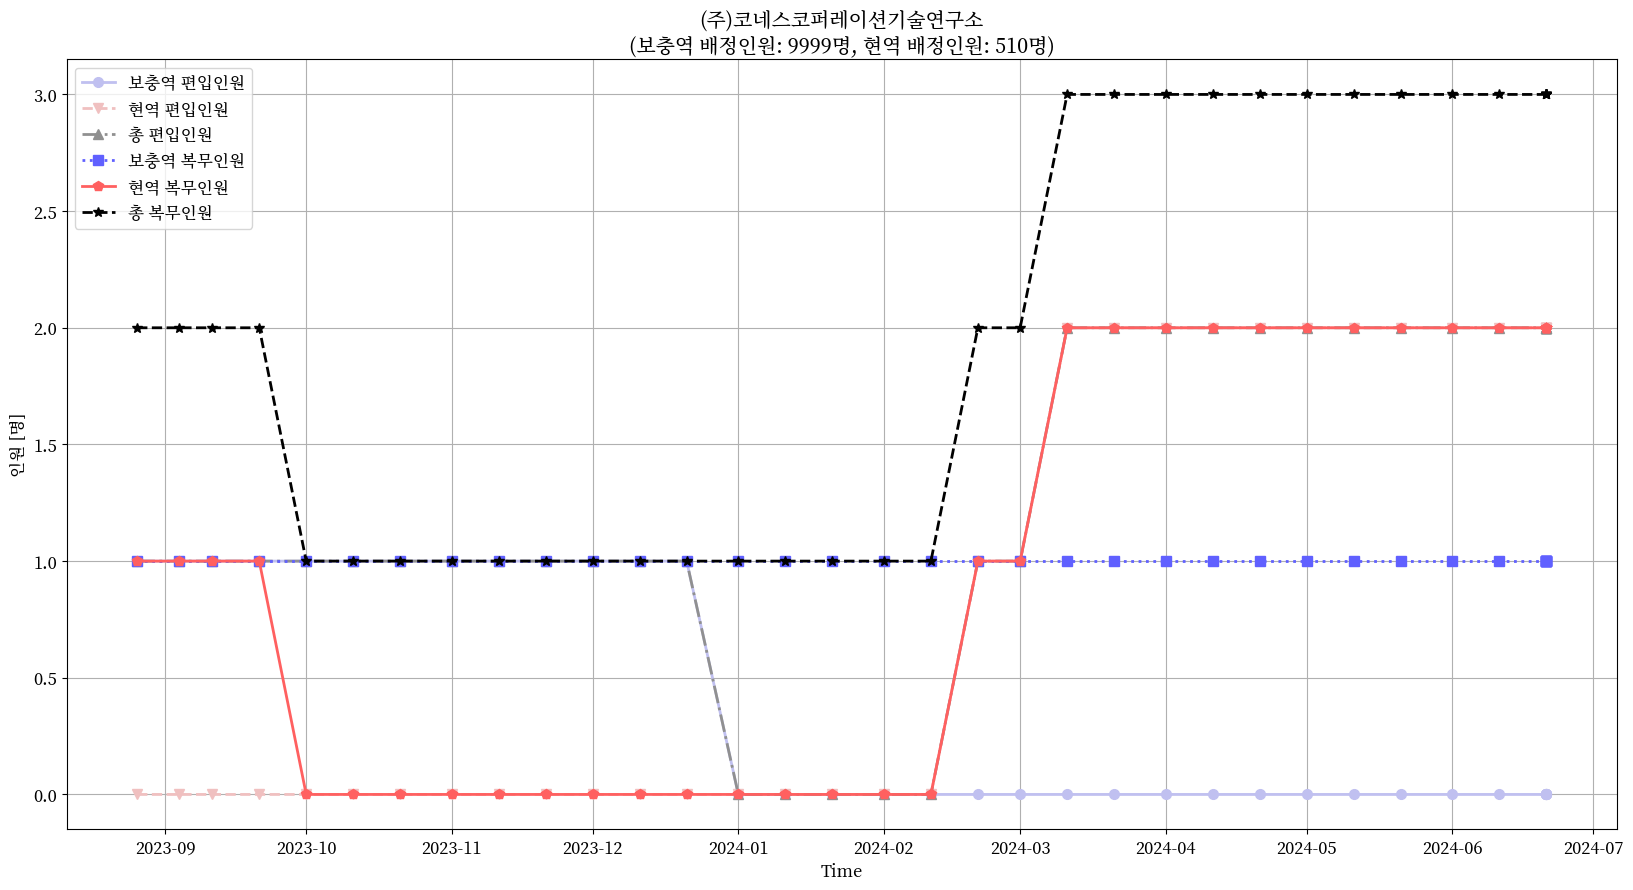 (주)코네스코퍼레이션기술연구소
(보충역 배정인원: 9999명, 현역 배정인원: 510명)
보충역 편입인원
현역 편입인원
총 편입인원
보충역 복무인원
현역 복무인원
총 복무인원
인원 [명]
3.0
2.5
2.0
1.5
1.0
0.5
0.0
2023-09 2023-10 2023-11 2023-12 2024-01 2024-02 2024-03 2024-04 2024-05 2024-06 2024-07
Time